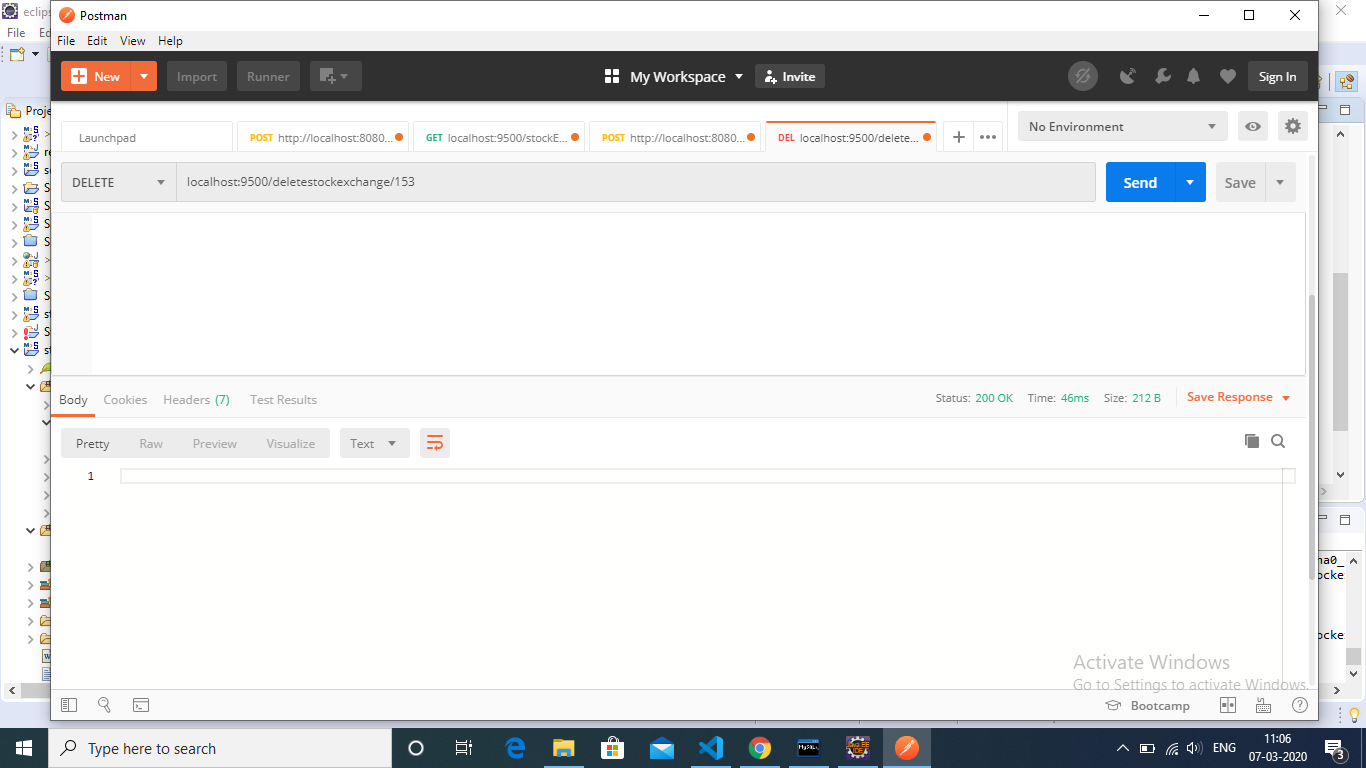 eclips
Postman
File Ed
File Edit View Help
New
Import
Runner
My Workspace
Invite
Sign In
Proje
Launchpad
POST http://localhost:8080...
GET localhost:9500/stockE...
POST http://localhost:8080...
DEL localhost:9500/delete...
No Environment
DELETE
localhost:9500/deletestockexchange/153
Send
Save
Body
Cookies
Headers (7)
Test Results
Status: 200 OK
Time: 46ms
Size: 212 B
Save Response
Pretty
Raw
Preview
Visualize
Text
1
na0_
ocke
ocke
Activate Windows
Go to Settings to activate Windows.
Bootcamp
Type here to search
MySQL
ENG
11:06
07-03-2020
3